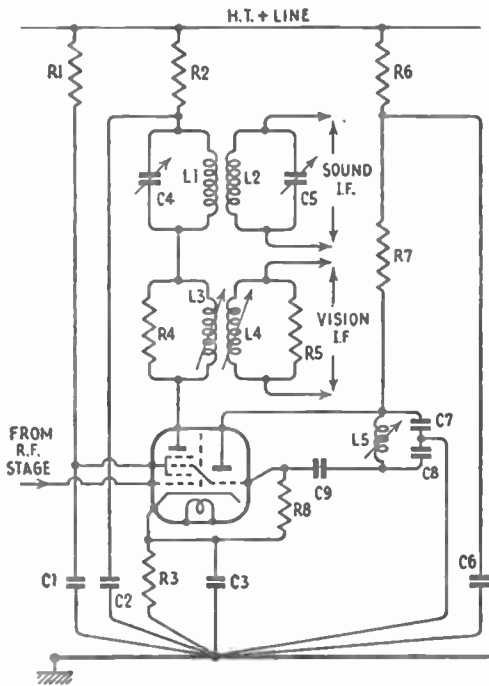 H.T. + LINE
R1
R2
R6
C4
L1
L2
C5
SOUND
I.F.
R7
L3
R4
L4
R5
VISION
I.F
FROM
R.F.
STAGE
L5
C7
C8
C9
R8
C1
C2
R3
C3
C6